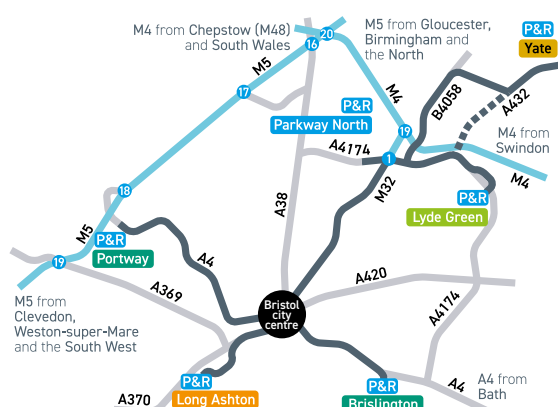 M4 from Chepstow (M48)
and South Wales
20
16
M5 from Gloucester,
Birmingham and
the North
P&R
Yate
M5
17
M4
B4058
A432
P&R
Parkway North
19
M4 from
Swindon
A4174
1
M4
M32
18
A38
P&R
Lyde Green
M5
P&R
Portway
19
A4
A420
A369
Bristol
city
centre
A4174
M5 from
Clevedon,
Weston-super-Mare
and the South West
P&R
Long Ashton
A370
P&R
Brislington
A4
A4 from
Bath